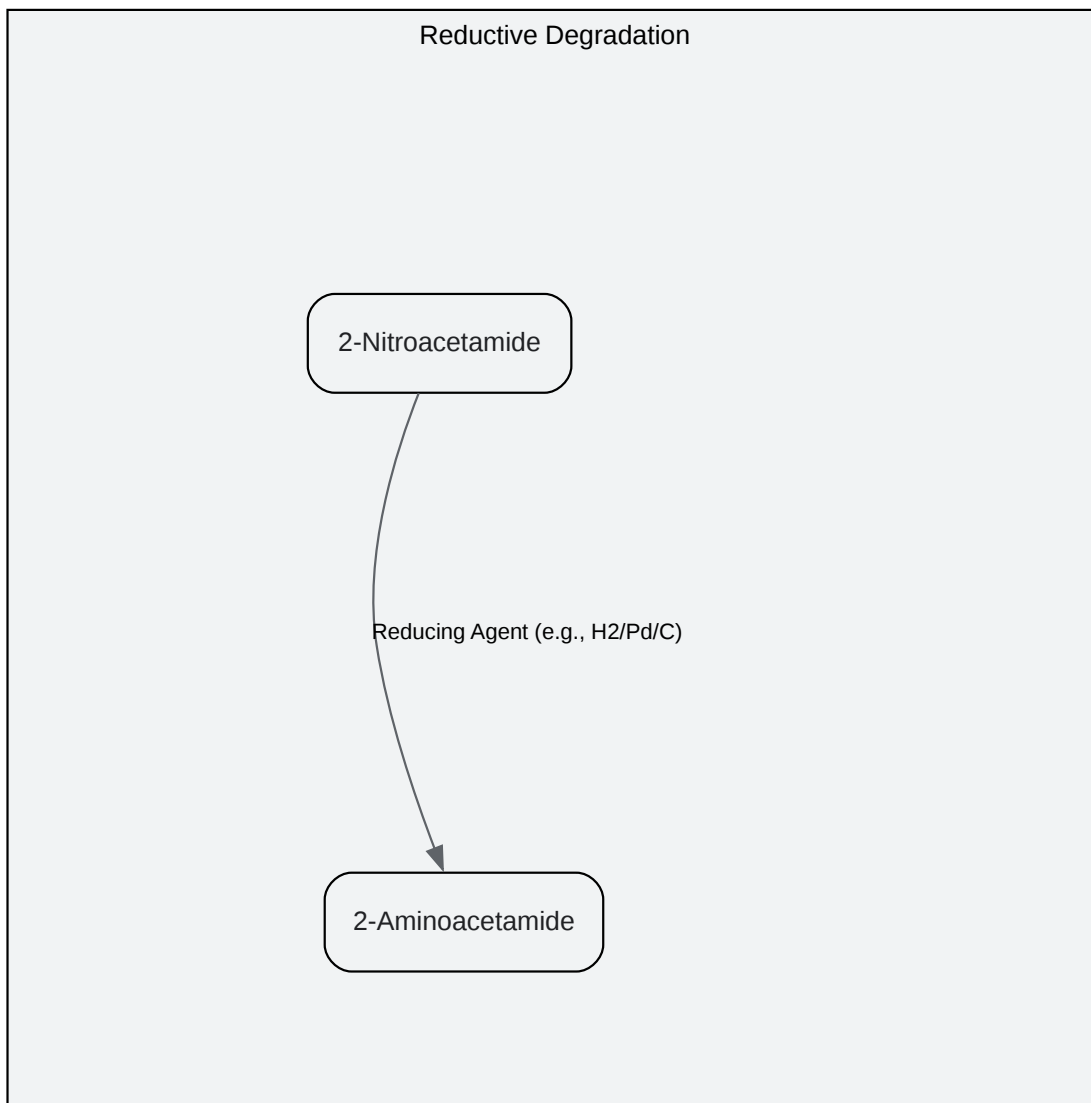 Reductive Degradation
2-Nitroacetamide
Reducing Agent (e.g., H2/Pd/C)
2-Aminoacetamide